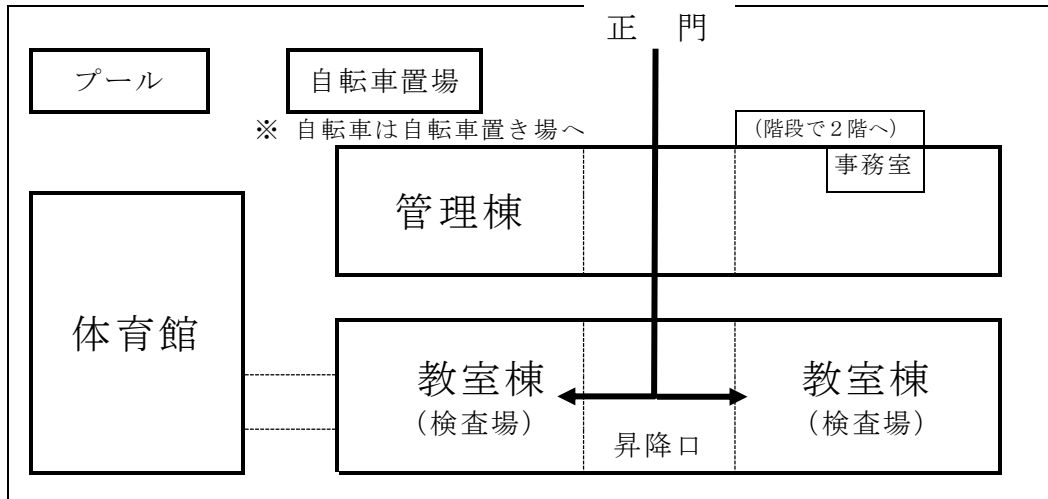 正 門
プール
自転車置場
※ 自転車は自転車置き場へ
（階段で２階へ）
事務室
管理棟
体育館
教室棟
（検査場）
教室棟
（検査場）
昇降口